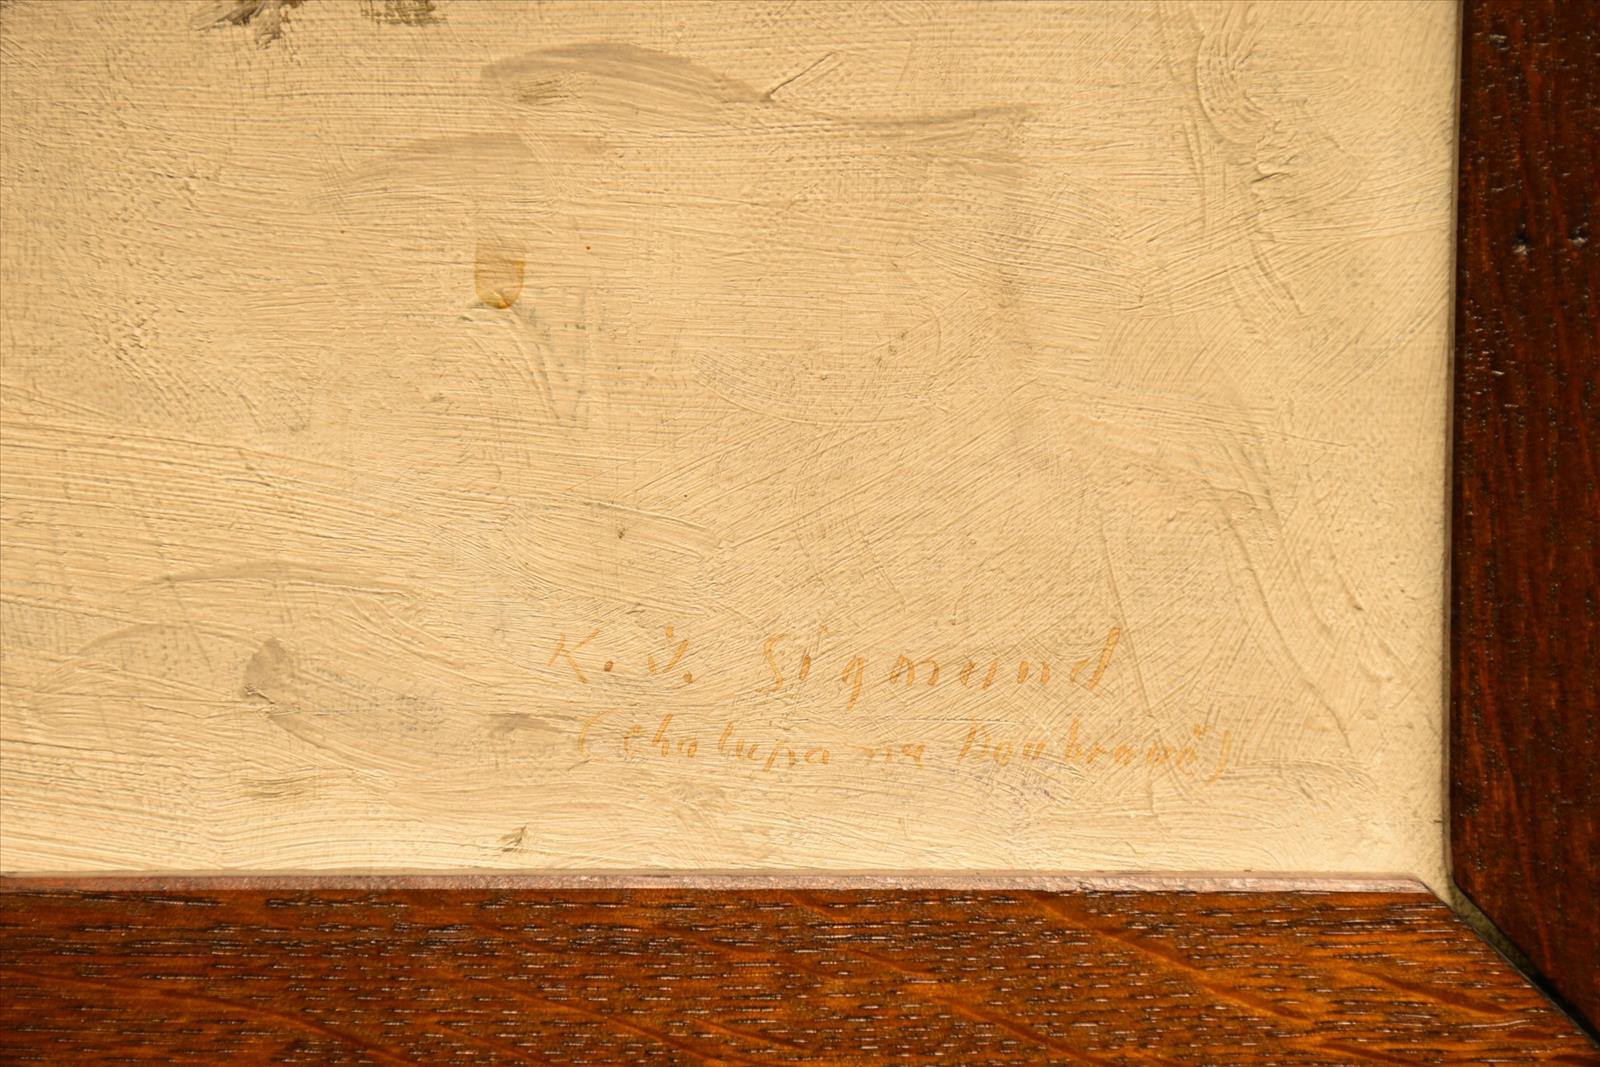 K. J. Sigmund
(chalupa na Doubravě)